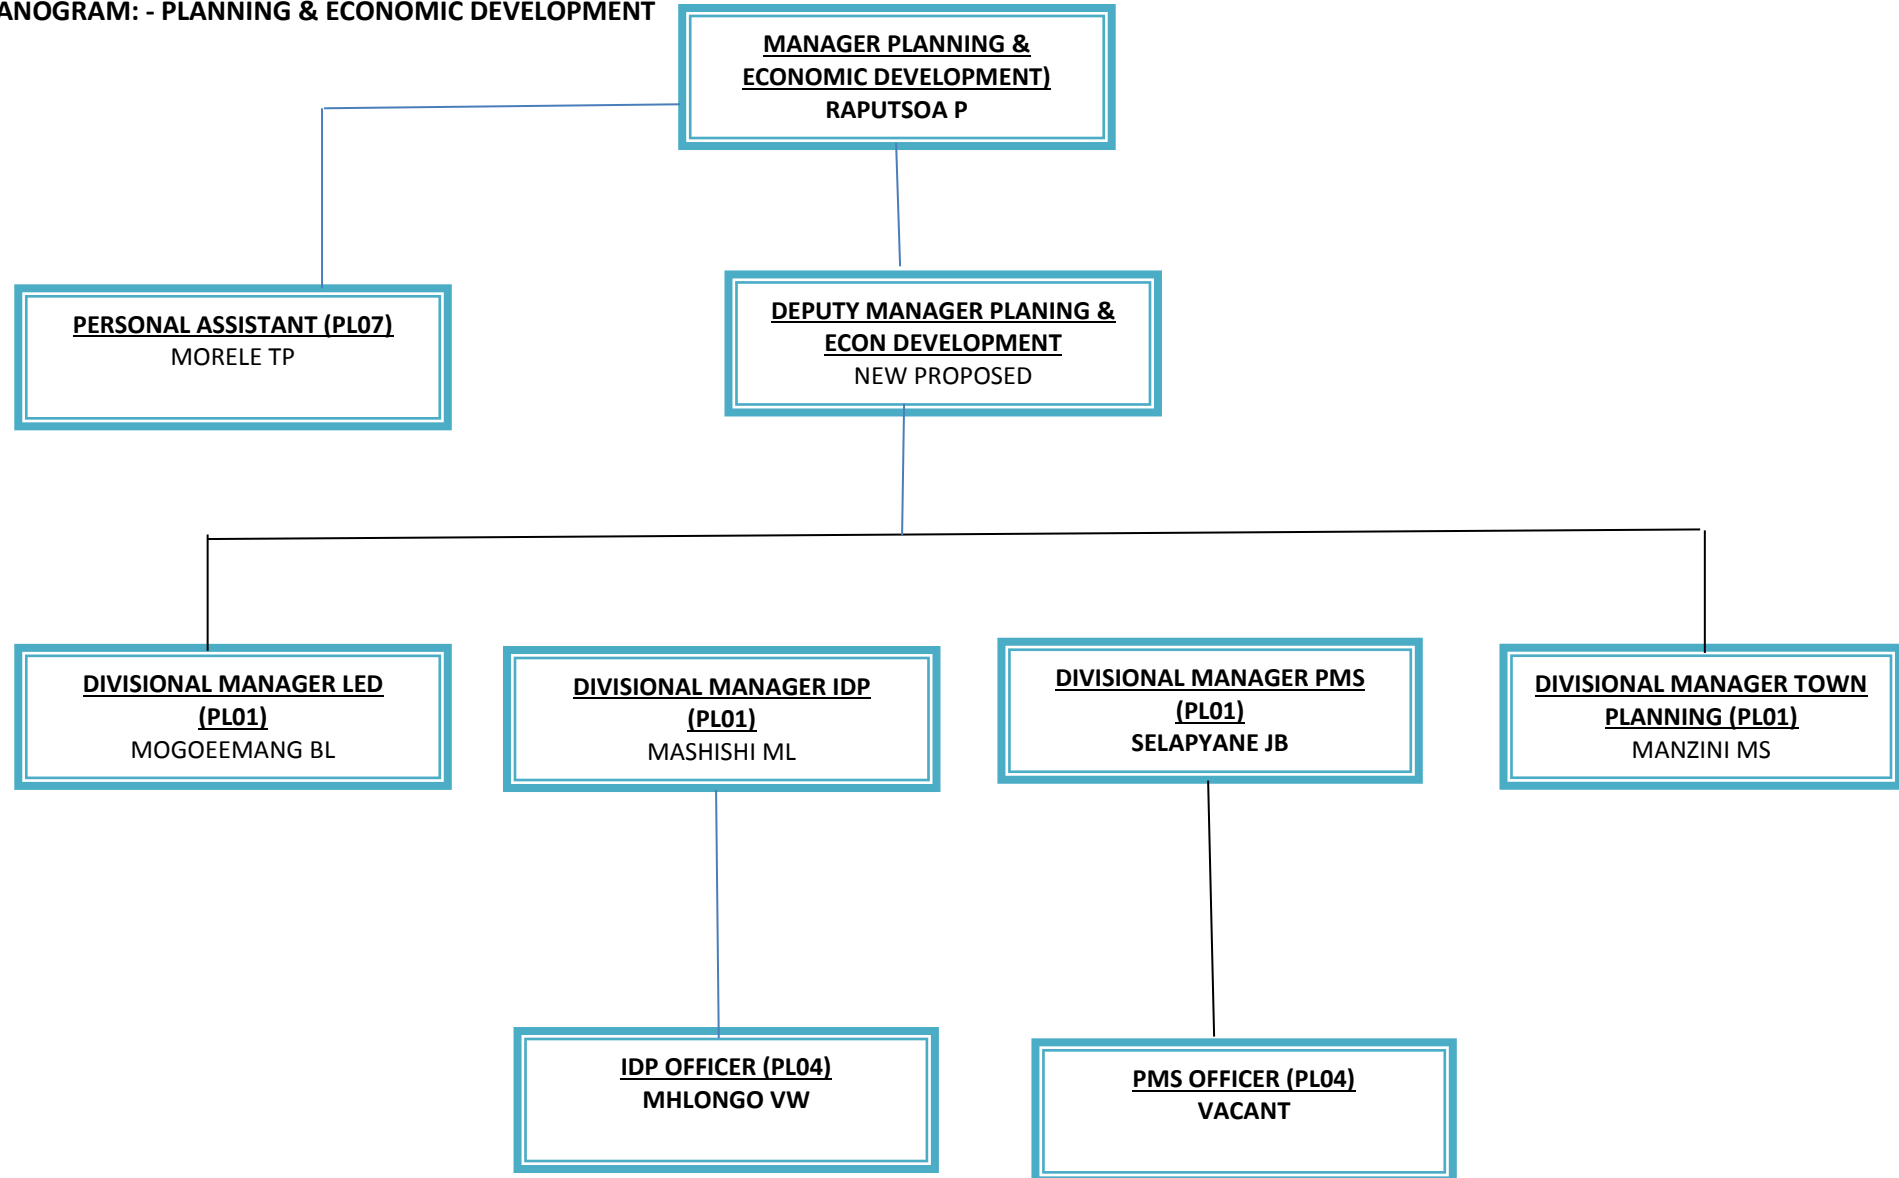 ANOGRAM: - PLANNING & ECONOMIC DEVELOPMENT
MANAGER PLANNING &
ECONOMIC DEVELOPMENT)
RAPUTSOA P
PERSONAL ASSISTANT (PL07)
MORELE TP
DEPUTY MANAGER PLANING &
ECON DEVELOPMENT
NEW PROPOSED
DIVISIONAL MANAGER LED
(PL01)
MOGOEEMANG BL
DIVISIONAL MANAGER IDP
(PL01)
MASHISHI ML
DIVISIONAL MANAGER PMS
(PL01)
SELAPYANE JB
DIVISIONAL MANAGER TOWN
PLANNING (PL01)
MANZINI MS
IDP OFFICER (PL04)
MHLONGO VW
PMS OFFICER (PL04)
VACANT